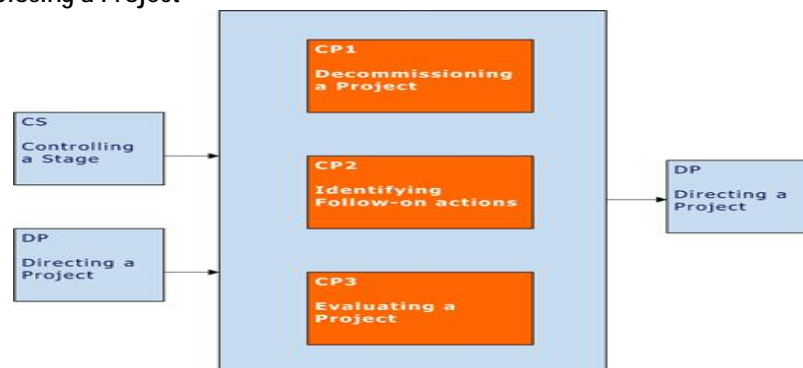 a Project
CP1
Decommissioning
a Project
CS
Controlling
a Stage
CP2
Identifying
Follow-on actions
DP
Directing a
Project
DP
Directing a
Project
CP3
Evaluating a
Project